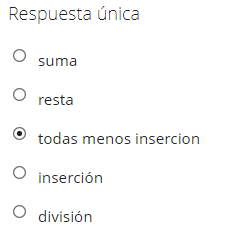 Respuesta única
suma
resta
todas menos insercion
inserción
división